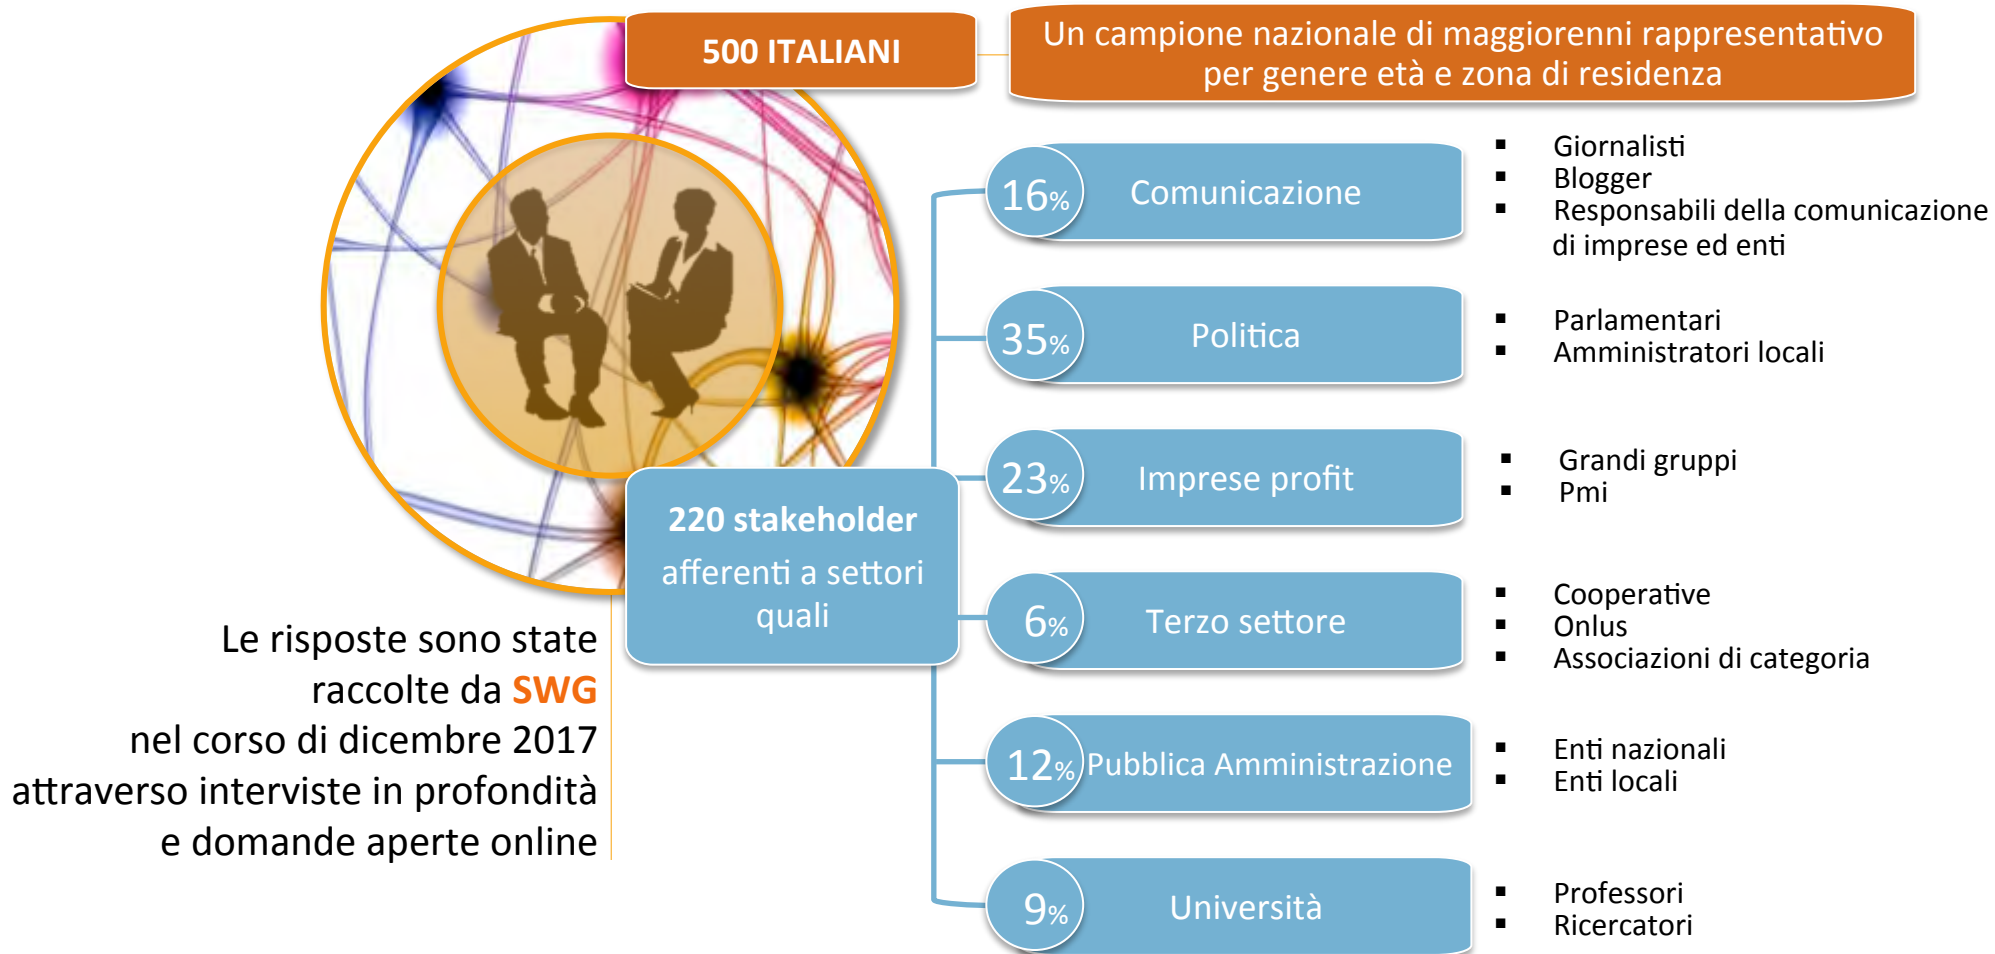 500 ITALIANI
Un campione nazionale di maggiorenni rappresentativo
per genere età e zona di residenza
16%
Comunicazione
▪ Giornalisti
▪ Blogger
▪ Responsabili della comunicazione
di imprese ed enti
35%
Politica
▪ Parlamentari
▪ Amministratori locali
23%
Imprese profit
▪ Grandi gruppi
▪ Pmi
220 stakeholder
afferenti a settori
quali
6%
Terzo settore
▪ Cooperative
▪ Onlus
▪ Associazioni di categoria
12%
Pubblica Amministrazione
▪ Enti nazionali
▪ Enti locali
9%
Università
▪ Professori
▪ Ricercatori
Le risposte sono state
raccolte da SWG
nel corso di dicembre 2017
attraverso interviste in profondità
e domande aperte online